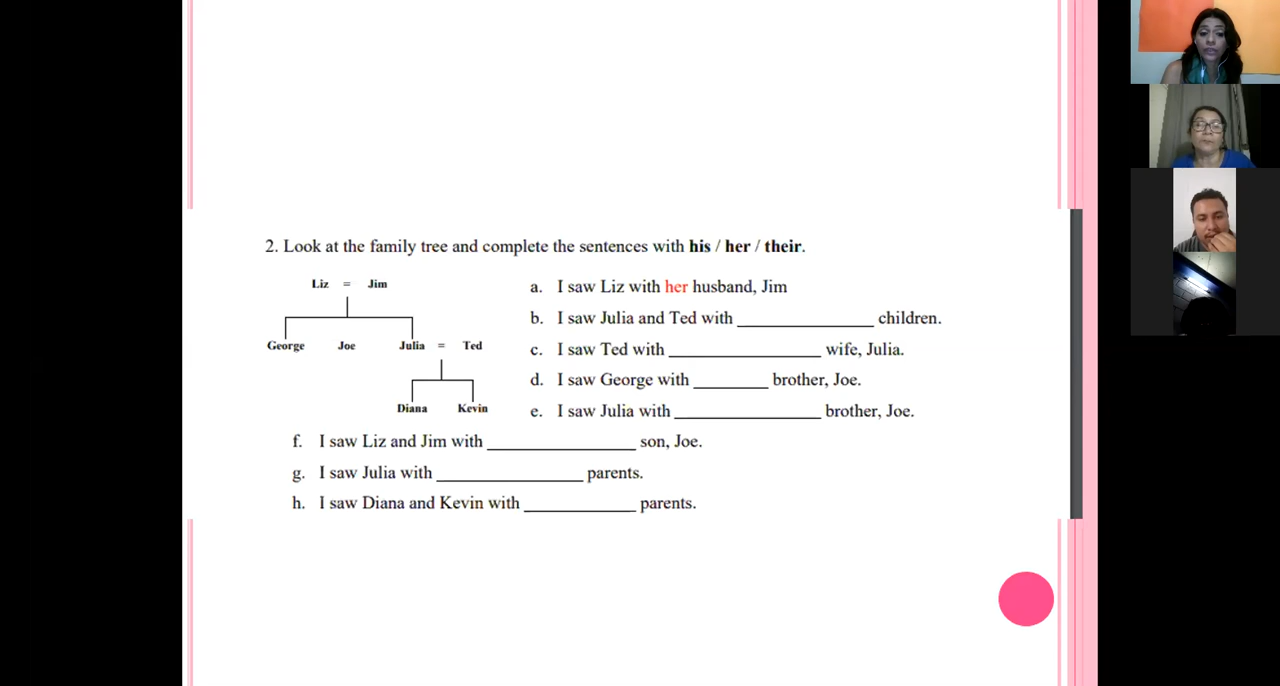 2. Look at the family tree and complete the sentences with his / her / their.
Liz = Jim
George Joe Julia = Ted
Diana Kevin
a. I saw Liz with her husband, Jim
b. I saw Julia and Ted with _______________ children.
c. I saw Ted with _________________ wife, Julia.
d. I saw George with ________ brother, Joe.
e. I saw Julia with ________________ brother, Joe.
f. I saw Liz and Jim with ________________ son, Joe.
g. I saw Julia with ________________ parents.
h. I saw Diana and Kevin with ____________ parents.